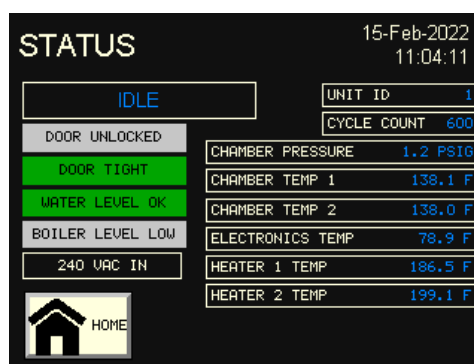 STATUS
15-Feb-2022
11:04:11
IDLE
UNIT ID 1
CYCLE COUNT 600
DOOR UNLOCKED
DOOR TIGHT
WATER LEVEL OK
BOILER LEVEL LOW
240 VAC IN
CHAMBER PRESSURE 1.2 PSIG
CHAMBER TEMP 1 138.1 F
CHAMBER TEMP 2 138.0 F
ELECTRONICS TEMP 78.9 F
HEATER 1 TEMP 186.5 F
HEATER 2 TEMP 199.1 F
HOME